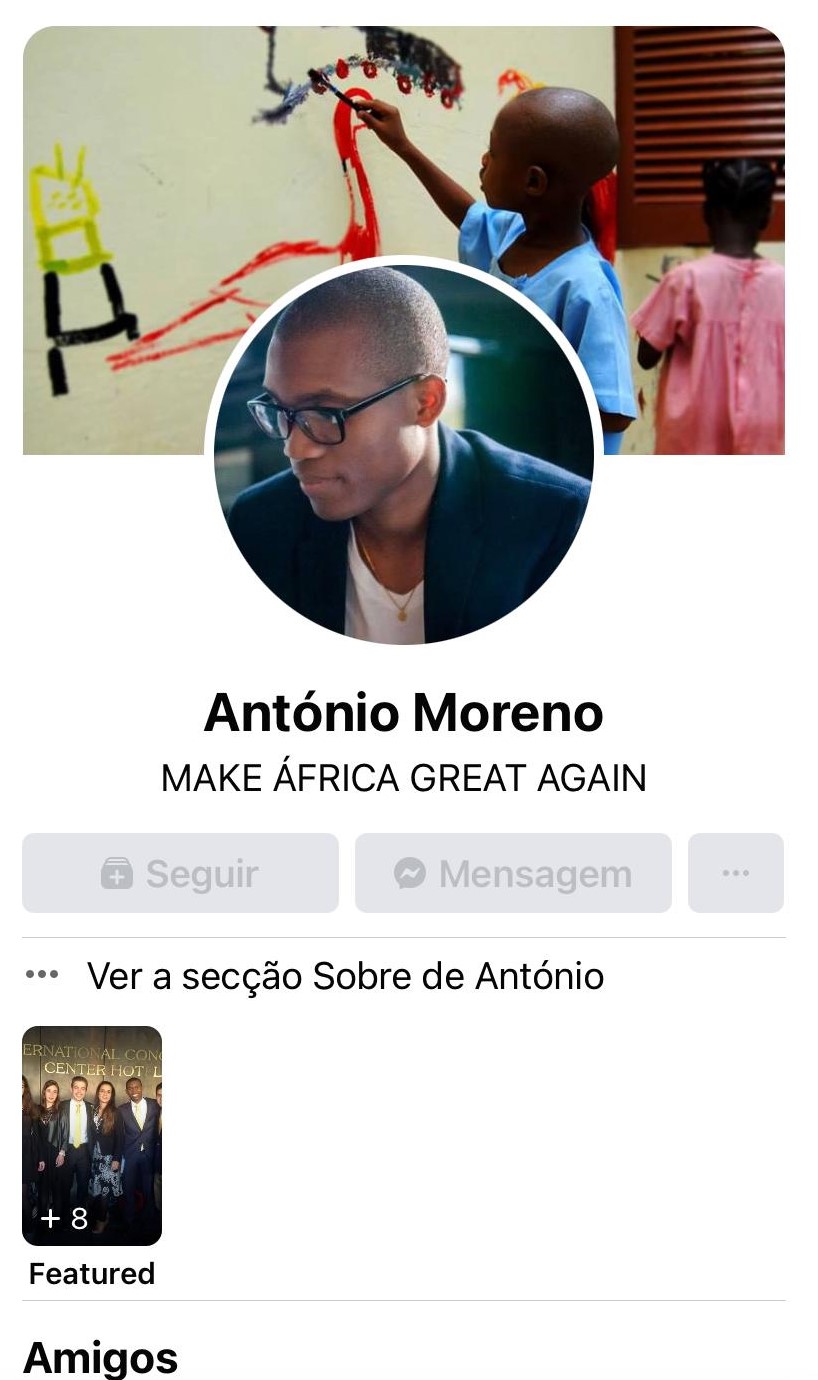 António Moreno
MAKE ÁFRICA GREAT AGAIN
Seguir
Mensagem
Ver a secção Sobre de António
ERNATIONAL CON
CENTER HOT L
+ 8
Featured
Amigos